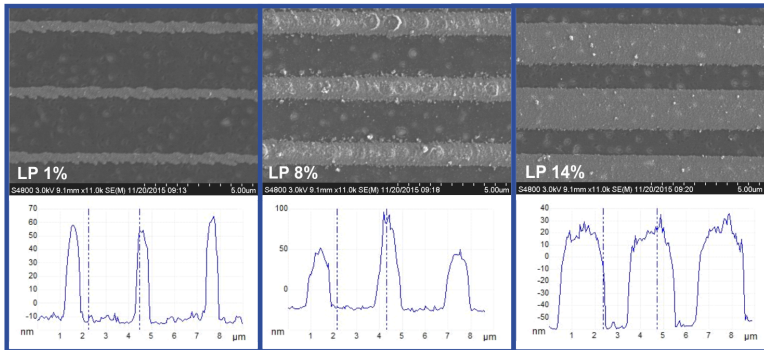 LP 1%
S4800 3.0kV 9.1mm x11.0k SE(M) 11/20/2015 09:13 5.00um
LP 8%
S4800 3.0kV 9.1mm x11.0k SE(M) 11/20/2015 09:18 5.00um
LP 14%
S4800 3.0kV 9.1mm x11.0k SE(M) 11/20/2015 09:20 5.00um
70
60
50
40
30
20
10
0
-10
nm 1 2 3 4 5 6 7 8 µm
100
50
0
nm 1 2 3 4 5 6 7 8 µm
40
30
20
10
0
-10
-20
-30
-40
-50
nm 1 2 3 4 5 6 7 8 µm